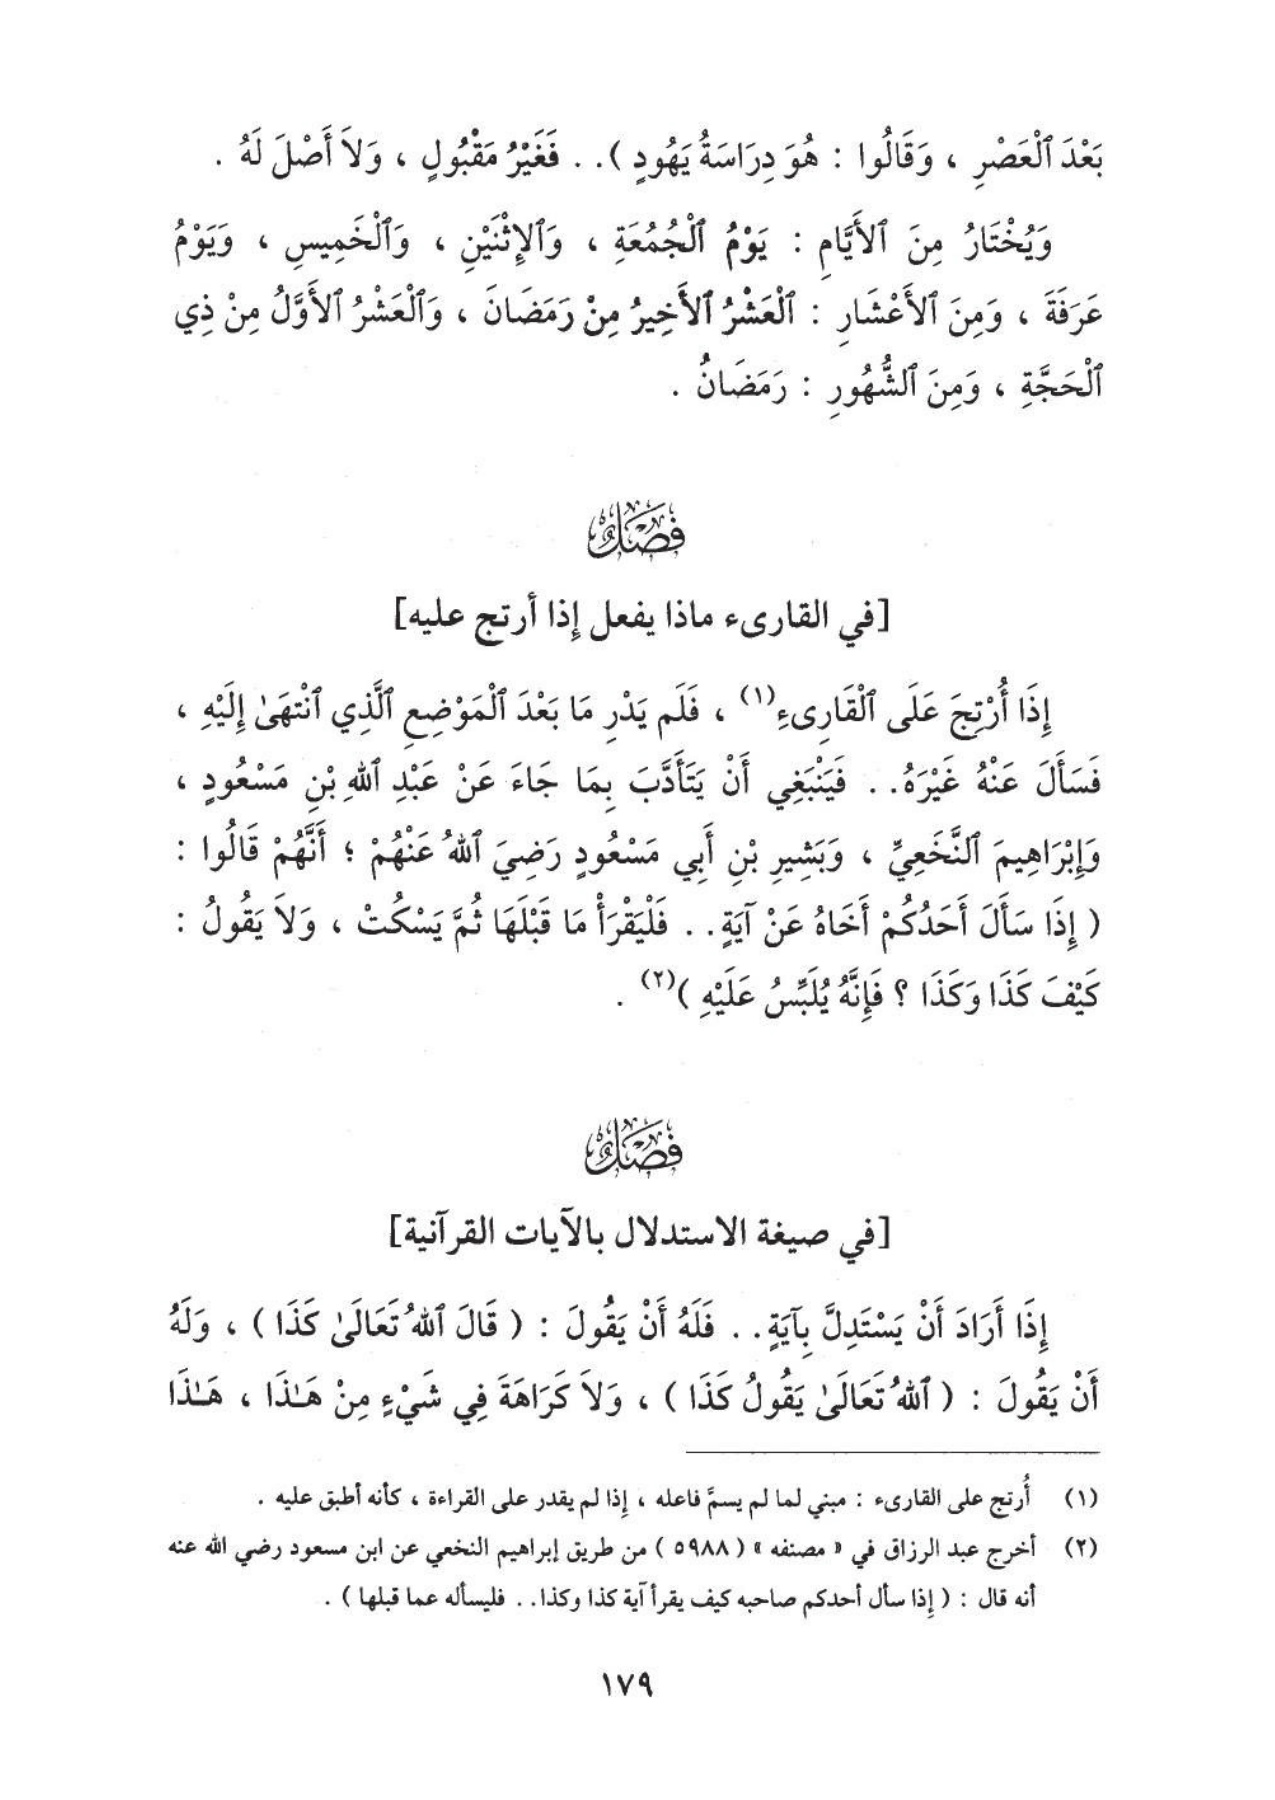 بَعْدَ ٱلْعَصْرِ ، وَقَالُوا : هُوَ دِرَاسَةُ يَهُودٍ ). . فَغَيْرُ مَقْبُولٍ ، وَلاَ أَصْلَ لَهُ .
وَيُخْتَارُ مِنَ ٱلأَيَّامِ : يَوْمُ ٱلْجُمُعَةِ ، وَٱلإِثْنَيْنِ ، وَٱلْخَمِيسِ ، وَيَوْمُ
عَرَفَةَ ، وَمِنَ ٱلأَعْشَارِ : ٱلْعَشْرُ ٱلأَخِيرُ مِنْ رَمَضَانَ ، وَٱلْعَشْرُ ٱلأَوَّلُ مِنْ ذِي
ٱلْحَجَّةِ ، وَمِنَ ٱلشُّهُورِ : رَمَضَانُ .
فَصْلٌ
[في القارىء ماذا يفعل إذا أرتج عليه]
إِذَا أُرْتِجَ عَلَى ٱلْقَارِىءِ(١) ، فَلَم يَدْرِ مَا بَعْدَ ٱلْمَوْضِعِ ٱلَّذِي ٱنْتَهَىٰ إِلَيْهِ ،
فَسَأَلَ عَنْهُ غَيْرَهُ. . فَيَنْبَغِي أَنْ يَتَأَدَّبَ بِمَا جَاءَ عَنْ عَبْدِ ٱللهِ بْنِ مَسْعُودٍ ،
وَإِبْرَاهِيمَ ٱلنَّخَعِيِّ ، وَبَشِيرِ بْنِ أَبِي مَسْعُودٍ رَضِيَ ٱللهُ عَنْهُمْ ؛ أَنَّهُمْ قَالُوا :
( إِذَا سَأَلَ أَحَدُكُمْ أَخَاهُ عَنْ آيَةٍ. . فَلْيَقْرَأْ مَا قَبْلَهَا ثُمَّ يَسْكُتْ ، وَلاَ يَقُولُ :
كَيْفَ كَذَا وَكَذَا ؟ فَإِنَّهُ يُلَبِّسُ عَلَيْهِ )(٢) .
فَصْلٌ
[في صيغة الاستدلال بالآيات القرآنية]
إِذَا أَرَادَ أَنْ يَسْتَدِلَّ بِآيَةٍ. . فَلَهُ أَنْ يَقُولَ : ( قَالَ ٱللهُ تَعَالَىٰ كَذَا ) ، وَلَهُ
أَنْ يَقُولَ : ( ٱللهُ تَعَالَىٰ يَقُولُ كَذَا ) ، وَلاَ كَرَاهَةَ فِي شَيْءٍ مِنْ هَـٰذَا ، هَـٰذَا
(١) أُرتج على القارىء : مبني لما لم يسمَّ فاعله ، إذا لم يقدر على القراءة ، كأنه أطبق عليه .
(٢) أخرج عبد الرزاق في « مصنفه » ( ٥٩٨٨ ) من طريق إبراهيم النخعي عن ابن مسعود رضي الله عنه
أنه قال : ( إذا سأل أحدكم صاحبه كيف يقرأ آية كذا وكذا. . فليسأله عما قبلها ) .
١٧٩